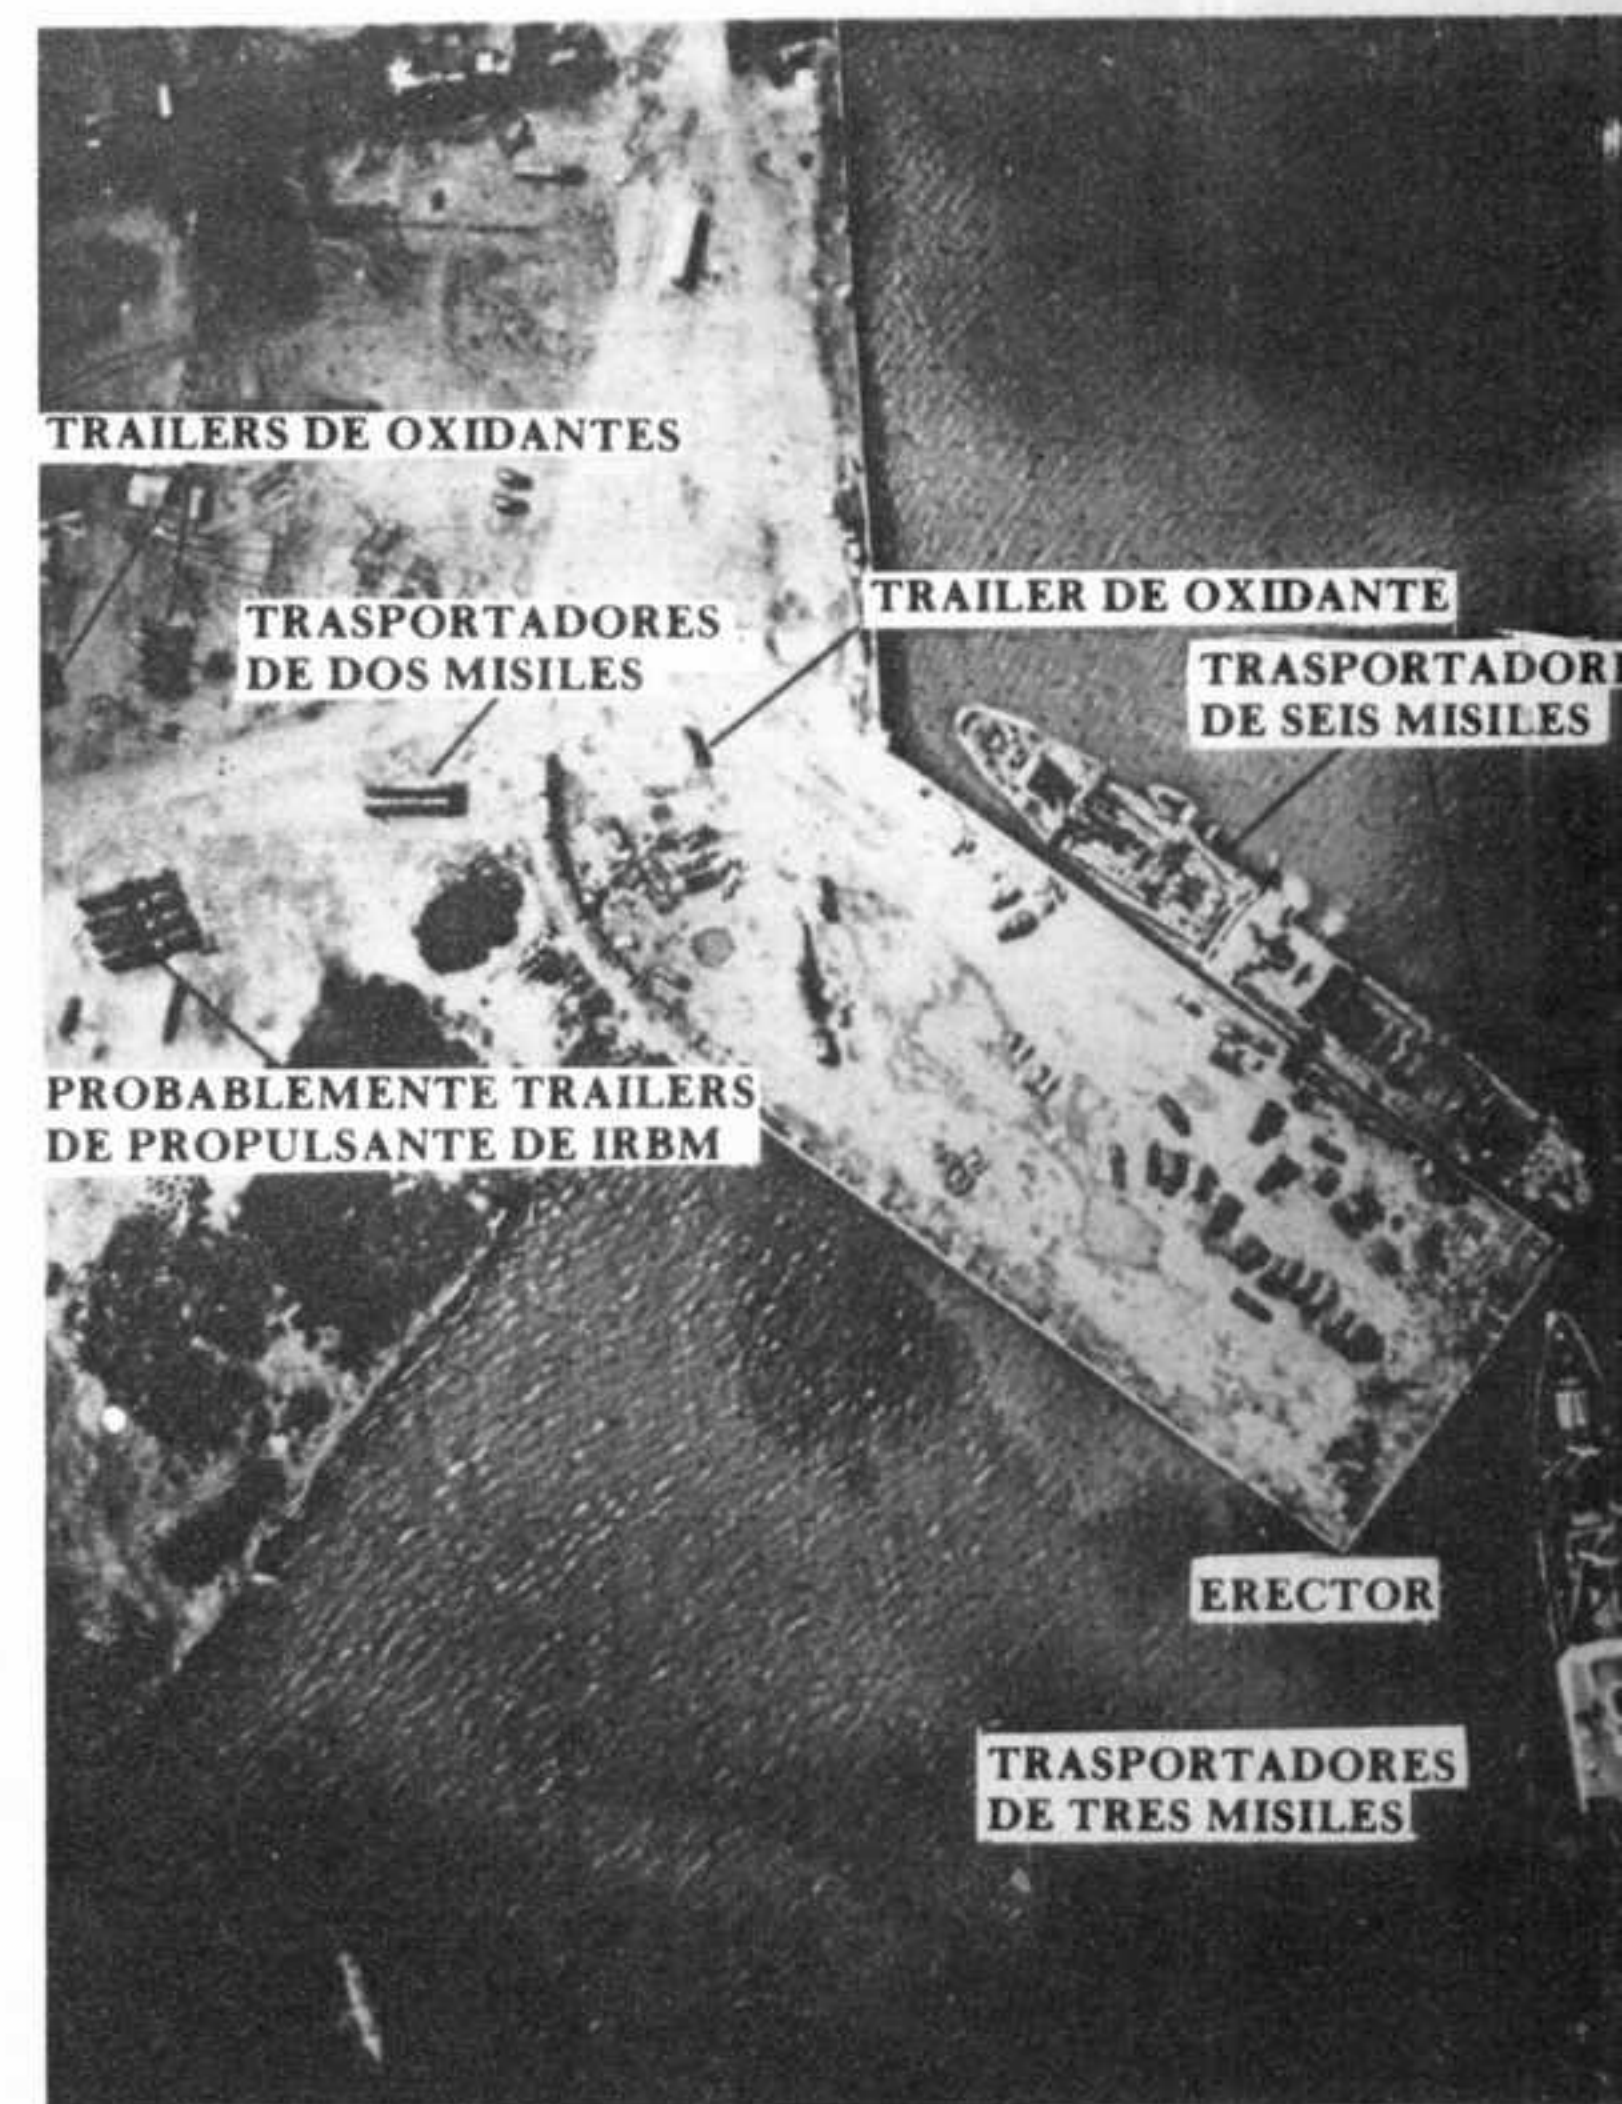 TRAILERS DE OXIDANTES
TRASPORTADORES
DE DOS MISILES
TRAILER DE OXIDANTE
TRASPORTADOR
DE SEIS MISILES
PROBABLEMENTE TRAILERS
DE PROPULSANTE DE IRBM
ERECTOR
TRASPORTADORES
DE TRES MISILES